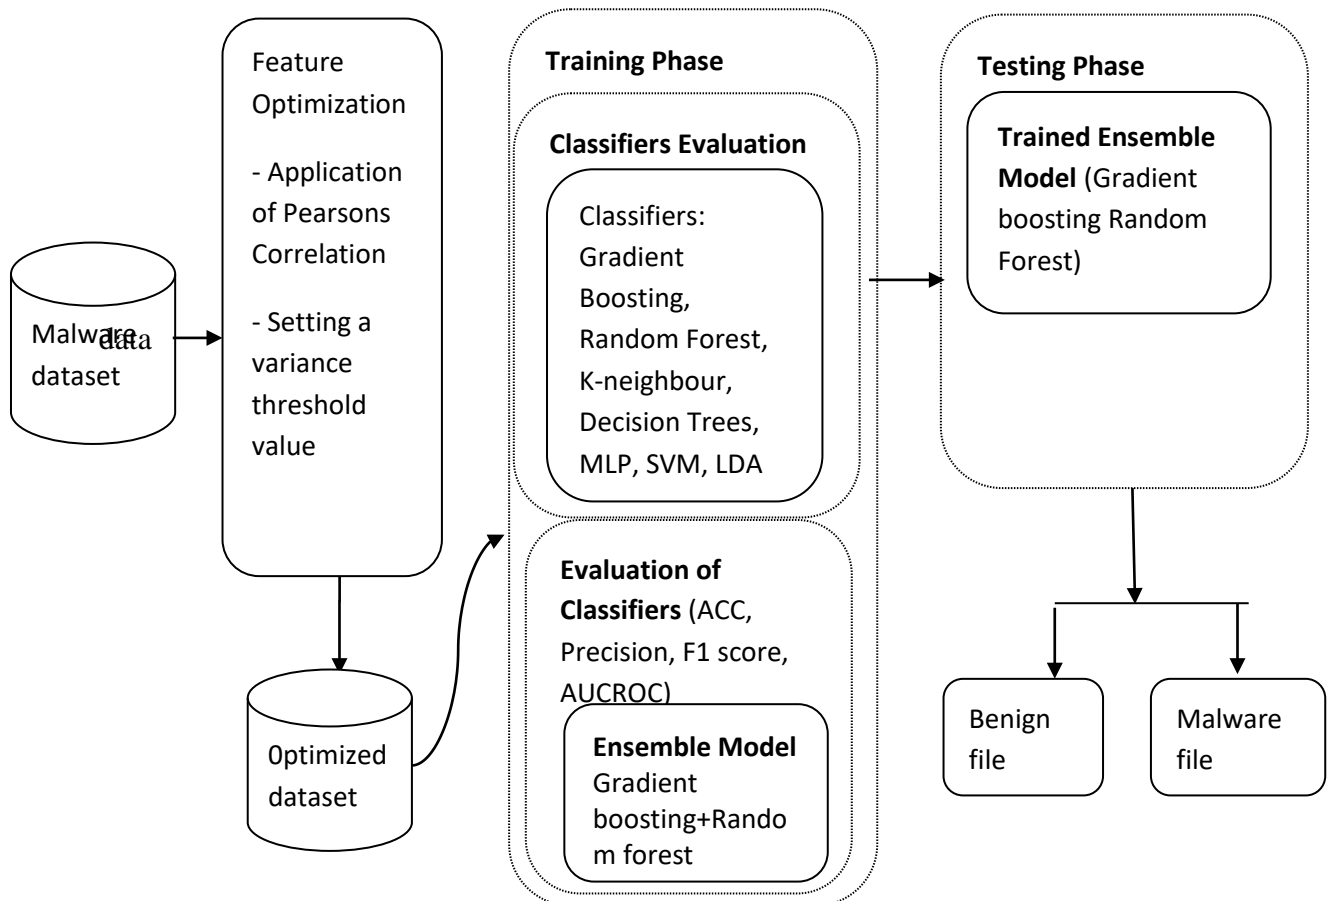 Malware
data
dataset
Feature
Optimization
- Application
of Pearsons
Correlation
- Setting a
variance
threshold
value
0ptimized
dataset
Training Phase
Classifiers Evaluation
Classifiers:
Gradient
Boosting,
Random Forest,
K-neighbour,
Decision Trees,
MLP, SVM, LDA
Evaluation of
Classifiers (ACC,
Precision, F1 score,
AUCROC)
Ensemble Model
Gradient
boosting+Rando
m forest
Testing Phase
Trained Ensemble
Model (Gradient
boosting Random
Forest)
Benign
file
Malware
file